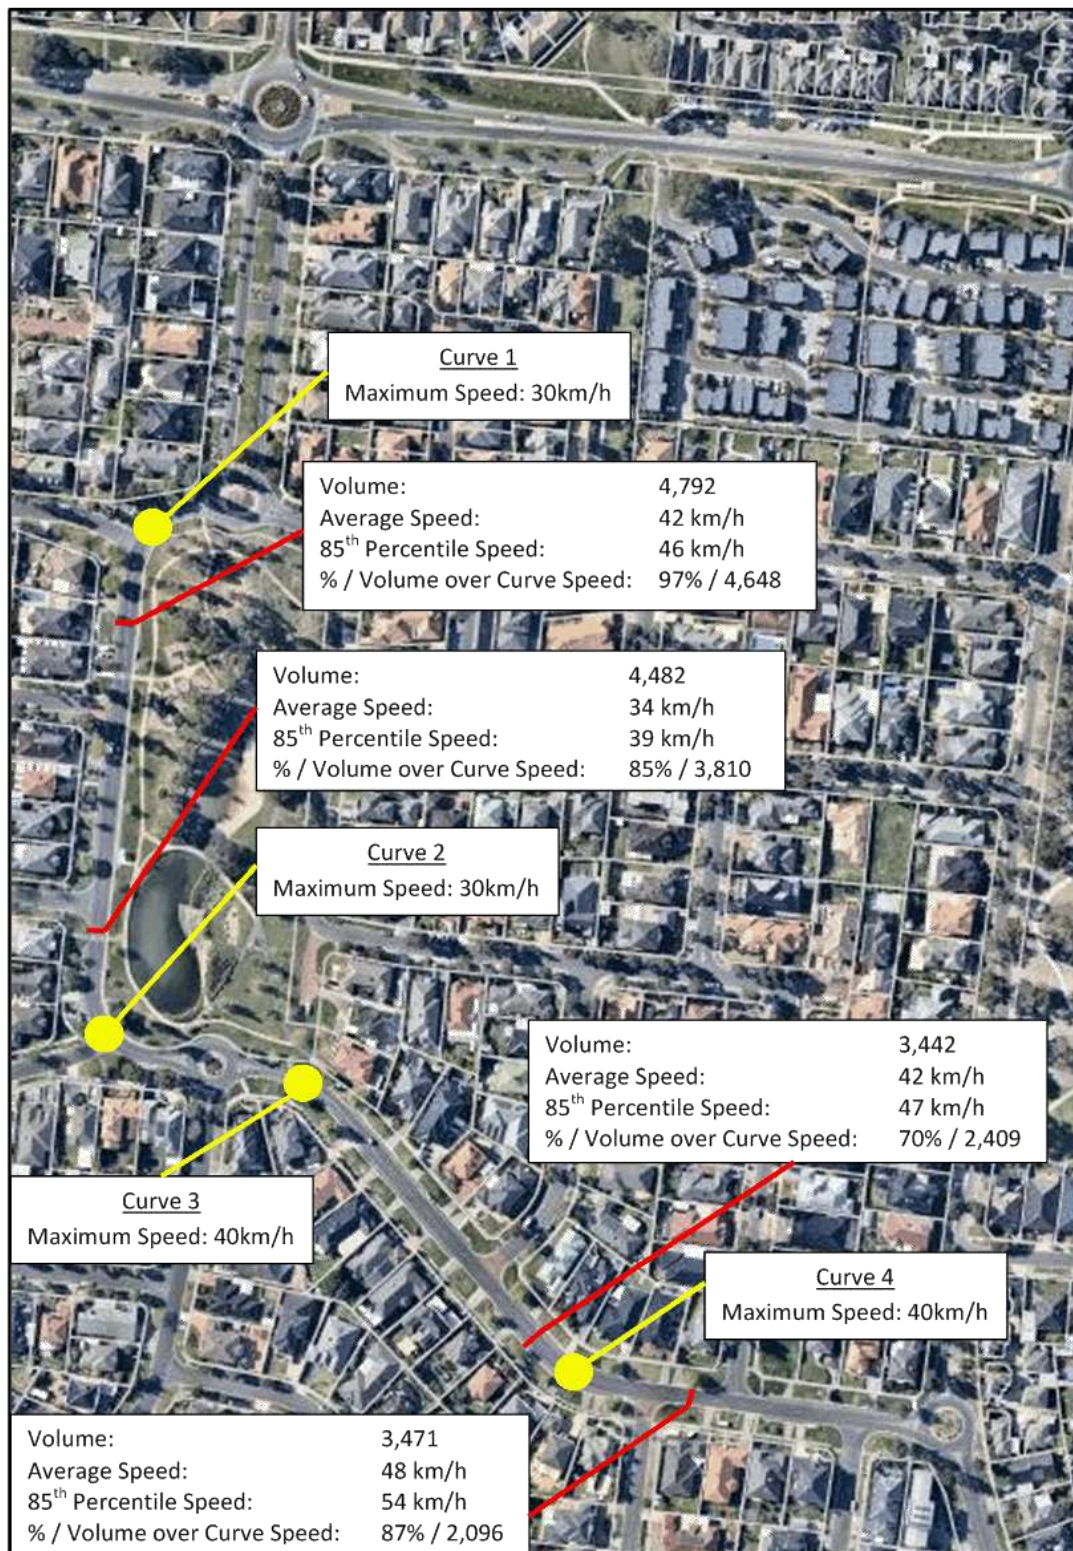 Curve 1
Maximum Speed: 30km/h
Volume: 4,792
Average Speed: 42 km/h
85th Percentile Speed: 46 km/h
% / Volume over Curve Speed: 97% / 4,648
Volume: 4,482
Average Speed: 34 km/h
85th Percentile Speed: 39 km/h
% / Volume over Curve Speed: 85% / 3,810
Curve 2
Maximum Speed: 30km/h
Volume: 3,442
Average Speed: 42 km/h
85th Percentile Speed: 47 km/h
% / Volume over Curve Speed: 70% / 2,409
Curve 3
Maximum Speed: 40km/h
Curve 4
Maximum Speed: 40km/h
Volume: 3,471
Average Speed: 48 km/h
85th Percentile Speed: 54 km/h
% / Volume over Curve Speed: 87% / 2,096